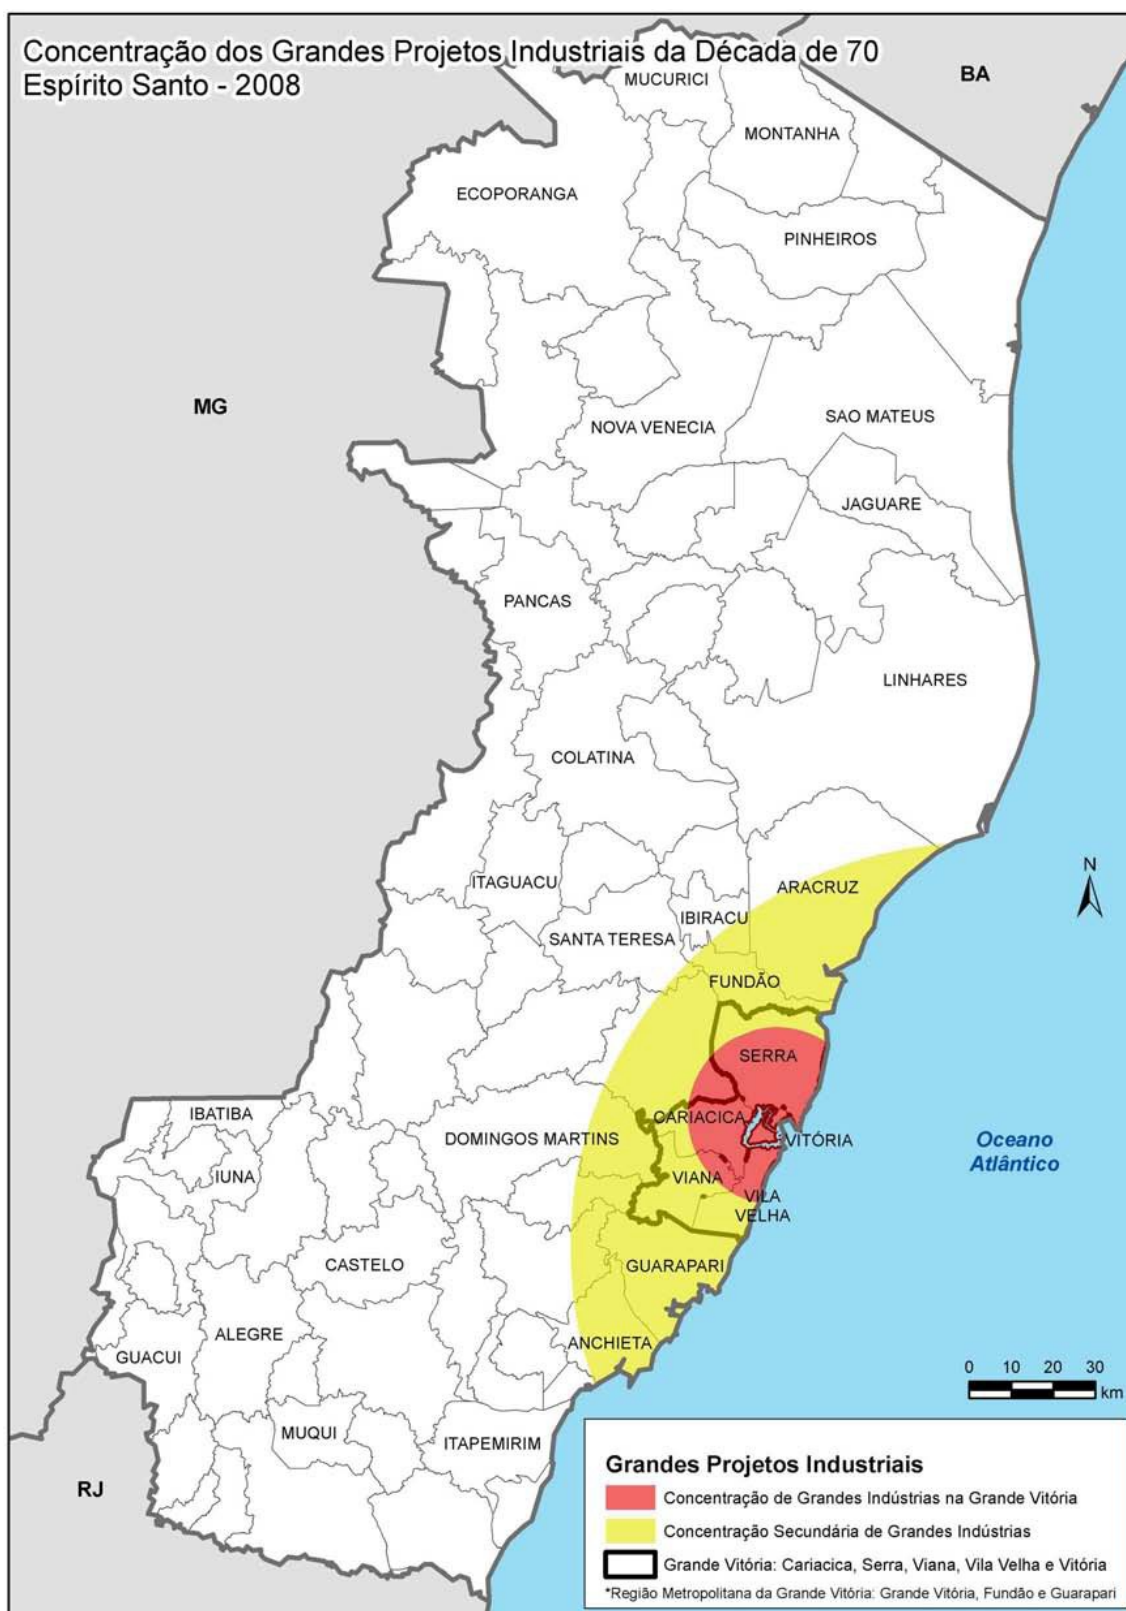 Concentração dos Grandes Projetos Industriais da Década de 70
Espírito Santo - 2008
BA
MUCURICI
MONTANHA
ECOPORANGA
PINHEIROS
MG
NOVA VENECIA
SAO MATEUS
JAGUARE
PANCAS
LINHARES
COLATINA
N
ITAGUACU
ARACRUZ
IBIRACU
SANTA TERESA
FUNDÃO
SERRA
IBATIBA
CARIACICA
DOMINGOS MARTINS
VITÓRIA
Oceano
Atlântico
IUNA
VIANA
VILA
VELHA
CASTELO
GUARAPARI
ALEGRE
ANCHIETA
GUACUI
0 10 20 30
km
MUQUI
ITAPEMIRIM
RJ
Grandes Projetos Industriais
Concentração de Grandes Indústrias na Grande Vitória
Concentração Secundária de Grandes Indústrias
Grande Vitória: Cariacica, Serra, Viana, Vila Velha e Vitória
*Região Metropolitana da Grande Vitória: Grande Vitória, Fundão e Guarapari